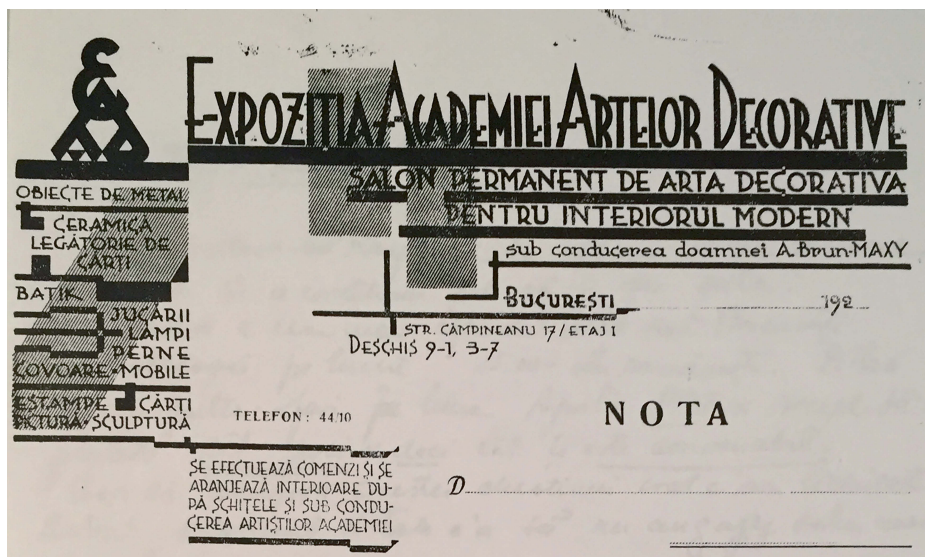 EXPOZIȚIA ACADEMIEI ARTELOR DECORATIVE
SALON PERMANENT DE ARTA DECORATIVA
PENTRU INTERIORUL MODERN
sub conducerea doamnei A. Brun-MAXY
BUCUREȘTI 192
STR. CÂMPINEANU 17/ETAJ I
DESCHIS 9-1, 3-7
OBIECTE DE METAL
CERAMICĂ
LEGĂTORIE DE
CĂRȚI
BATIK
JUCĂRII
LĂMPI
PERNE
COVOARE-MOBILE
ESTAMPE CĂRȚI
PICTURĂ-SCULPTURĂ
TELEFON: 44/10
NOTA
SE EFECTUEAZĂ COMENZI ȘI SE
ARANJEAZĂ INTERIOARE DU-
PĂ SCHIȚELE ȘI SUB CONDU-
CEREA ARTIȘTILOR ACADEMIEI
D